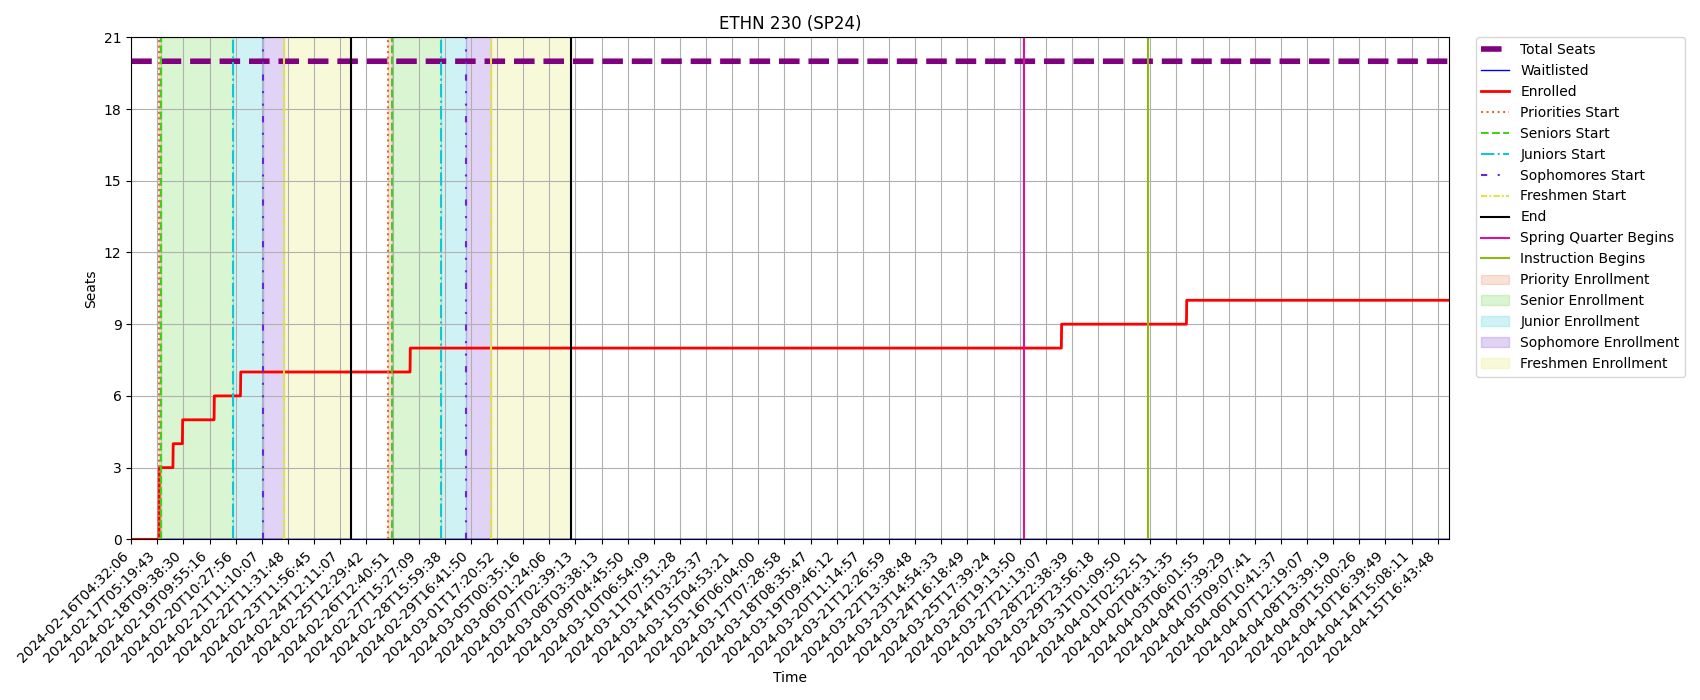 ETHN 230 (SP24)
Seats
21
18
15
12
9
6
3
0
2024-02-16T04:32:06
2024-02-17T05:19:43
2024-02-18T09:38:30
2024-02-19T09:55:16
2024-02-20T10:27:56
2024-02-21T11:10:07
2024-02-22T11:31:48
2024-02-23T11:56:45
2024-02-24T12:11:07
2024-02-25T12:29:42
2024-02-26T12:40:51
2024-02-27T15:27:09
2024-02-28T15:59:38
2024-02-29T16:41:50
2024-03-01T17:20:52
2024-03-05T00:35:16
2024-03-06T01:24:06
2024-03-07T02:39:13
2024-03-08T03:38:13
2024-03-09T04:45:50
2024-03-10T06:54:09
2024-03-11T07:51:28
2024-03-14T03:25:37
2024-03-15T04:53:21
2024-03-16T06:04:00
2024-03-17T07:28:58
2024-03-18T08:35:47
2024-03-19T09:46:12
2024-03-20T11:14:57
2024-03-21T12:26:59
2024-03-22T13:38:48
2024-03-23T14:54:33
2024-03-24T16:18:49
2024-03-25T17:39:24
2024-03-26T19:13:50
2024-03-27T21:13:07
2024-03-28T22:38:39
2024-03-29T23:56:18
2024-03-31T01:09:50
2024-04-01T02:52:51
2024-04-02T04:31:35
2024-04-03T06:01:55
2024-04-04T07:39:29
2024-04-05T09:07:41
2024-04-06T10:41:37
2024-04-07T12:19:07
2024-04-08T13:39:19
2024-04-09T15:00:26
2024-04-10T16:39:49
2024-04-14T15:08:11
2024-04-15T16:43:48
Time
Total Seats
Waitlisted
Enrolled
Priorities Start
Seniors Start
Juniors Start
Sophomores Start
Freshmen Start
End
Spring Quarter Begins
Instruction Begins
Priority Enrollment
Senior Enrollment
Junior Enrollment
Sophomore Enrollment
Freshmen Enrollment